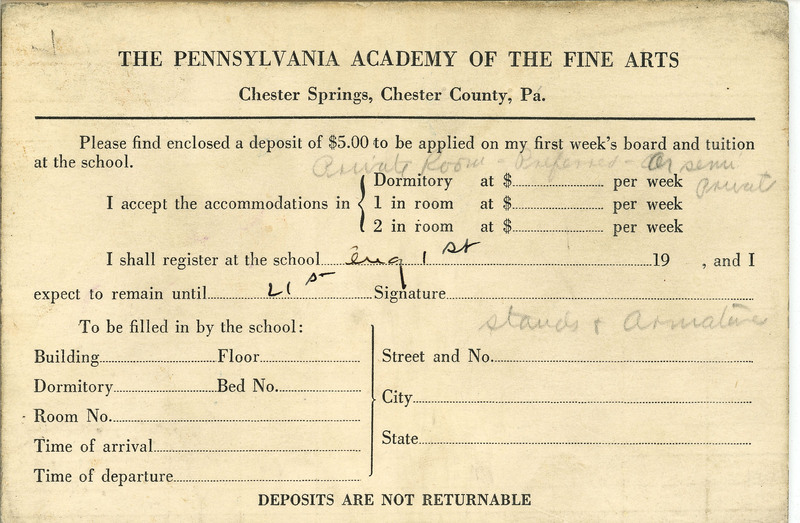 THE PENNSYLVANIA ACADEMY OF THE FINE ARTS
Chester Springs, Chester County, Pa.
Please find enclosed a deposit of $5.00 to be applied on my first week's board and tuition
at the school.
Private Room - Preferred - Or semi
private
Dormitory at $ per week
I accept the accommodations in 1 in room at $ per week
2 in room at $ per week
I shall register at the school Aug 1st 19 , and I
expect to remain until 21st Signature
stands & Armature
To be filled in by the school:
Building Floor Street and No.
Dormitory Bed No.
City
Room No.
State
Time of arrival
Time of departure
DEPOSITS ARE NOT RETURNABLE